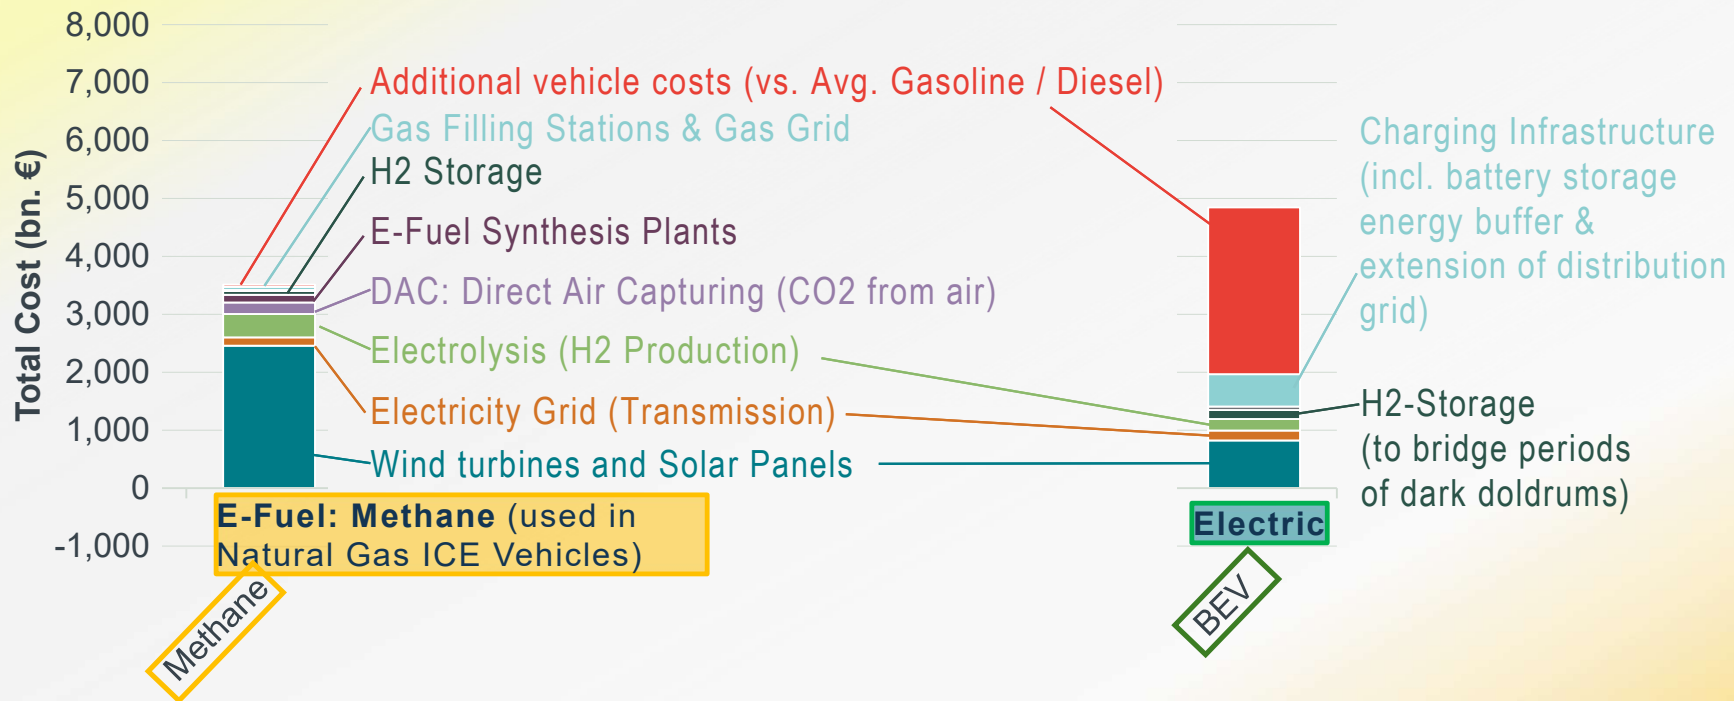 8,000
7,000
6,000
5,000
4,000
3,000
2,000
1,000
0
-1,000
Total Cost (bn. €)
Additional vehicle costs (vs. Avg. Gasoline / Diesel)
Gas Filling Stations & Gas Grid
H2 Storage
E-Fuel Synthesis Plants
DAC: Direct Air Capturing (CO2 from air)
Electrolysis (H2 Production)
Electricity Grid (Transmission)
Wind turbines and Solar Panels
Charging Infrastructure
(incl. battery storage
energy buffer &
extension of distribution
grid)
H2-Storage
(to bridge periods
of dark doldrums)
E-Fuel: Methane (used in
Natural Gas ICE Vehicles)
Electric
Methane
BEV